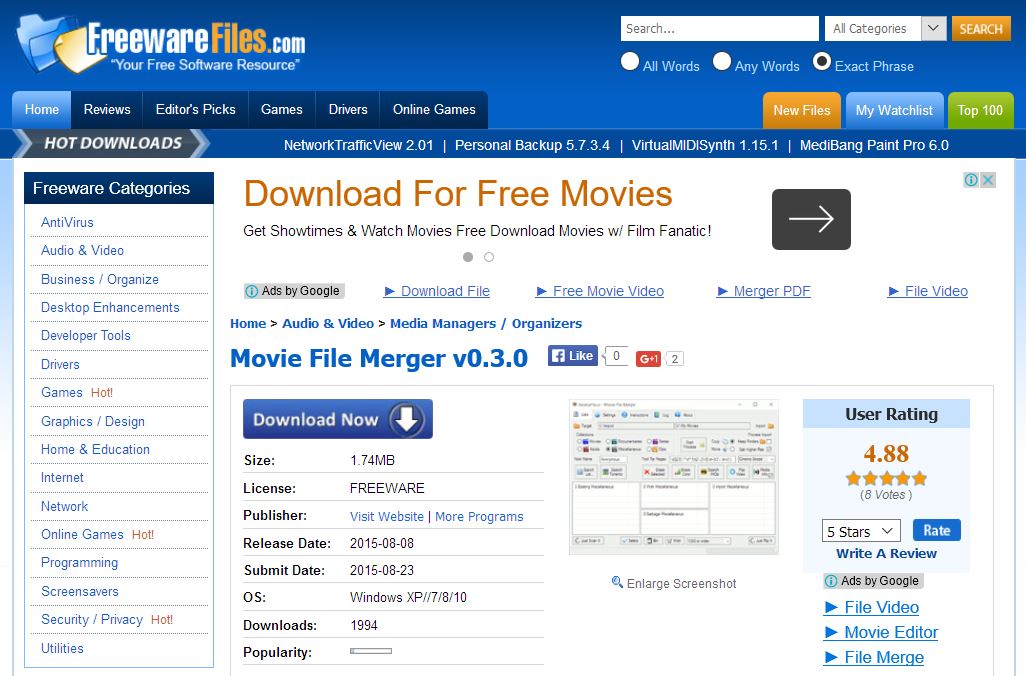 FreewareFiles.com
"Your Free Software Resource"
Search...
All Categories
SEARCH
All Words
Any Words
Exact Phrase
Home
Reviews
Editor's Picks
Games
Drivers
Online Games
New Files
My Watchlist
Top 100
HOT DOWNLOADS
NetworkTrafficView 2.01 | Personal Backup 5.7.3.4 | VirtualMIDISynth 1.15.1 | MediBang Paint Pro 6.0
Freeware Categories
AntiVirus
Audio & Video
Business / Organize
Desktop Enhancements
Developer Tools
Drivers
Games Hot!
Graphics / Design
Home & Education
Internet
Network
Online Games Hot!
Programming
Screensavers
Security / Privacy Hot!
Utilities
Download For Free Movies
Get Showtimes & Watch Movies Free Download Movies w/ Film Fanatic!
Ads by Google
► Download File
► Free Movie Video
► Merger PDF
► File Video
Home > Audio & Video > Media Managers / Organizers
Movie File Merger v0.3.0
Like
0
G+1
2
Download Now
Size: 1.74MB
License: FREEWARE
Publisher: Visit Website | More Programs
Release Date: 2015-08-08
Submit Date: 2015-08-23
OS: Windows XP//7/8/10
Downloads: 1994
Popularity:
Enlarge Screenshot
User Rating
4.88
(8 Votes )
5 Stars
Rate
Write A Review
Ads by Google
► File Video
► Movie Editor
► File Merge